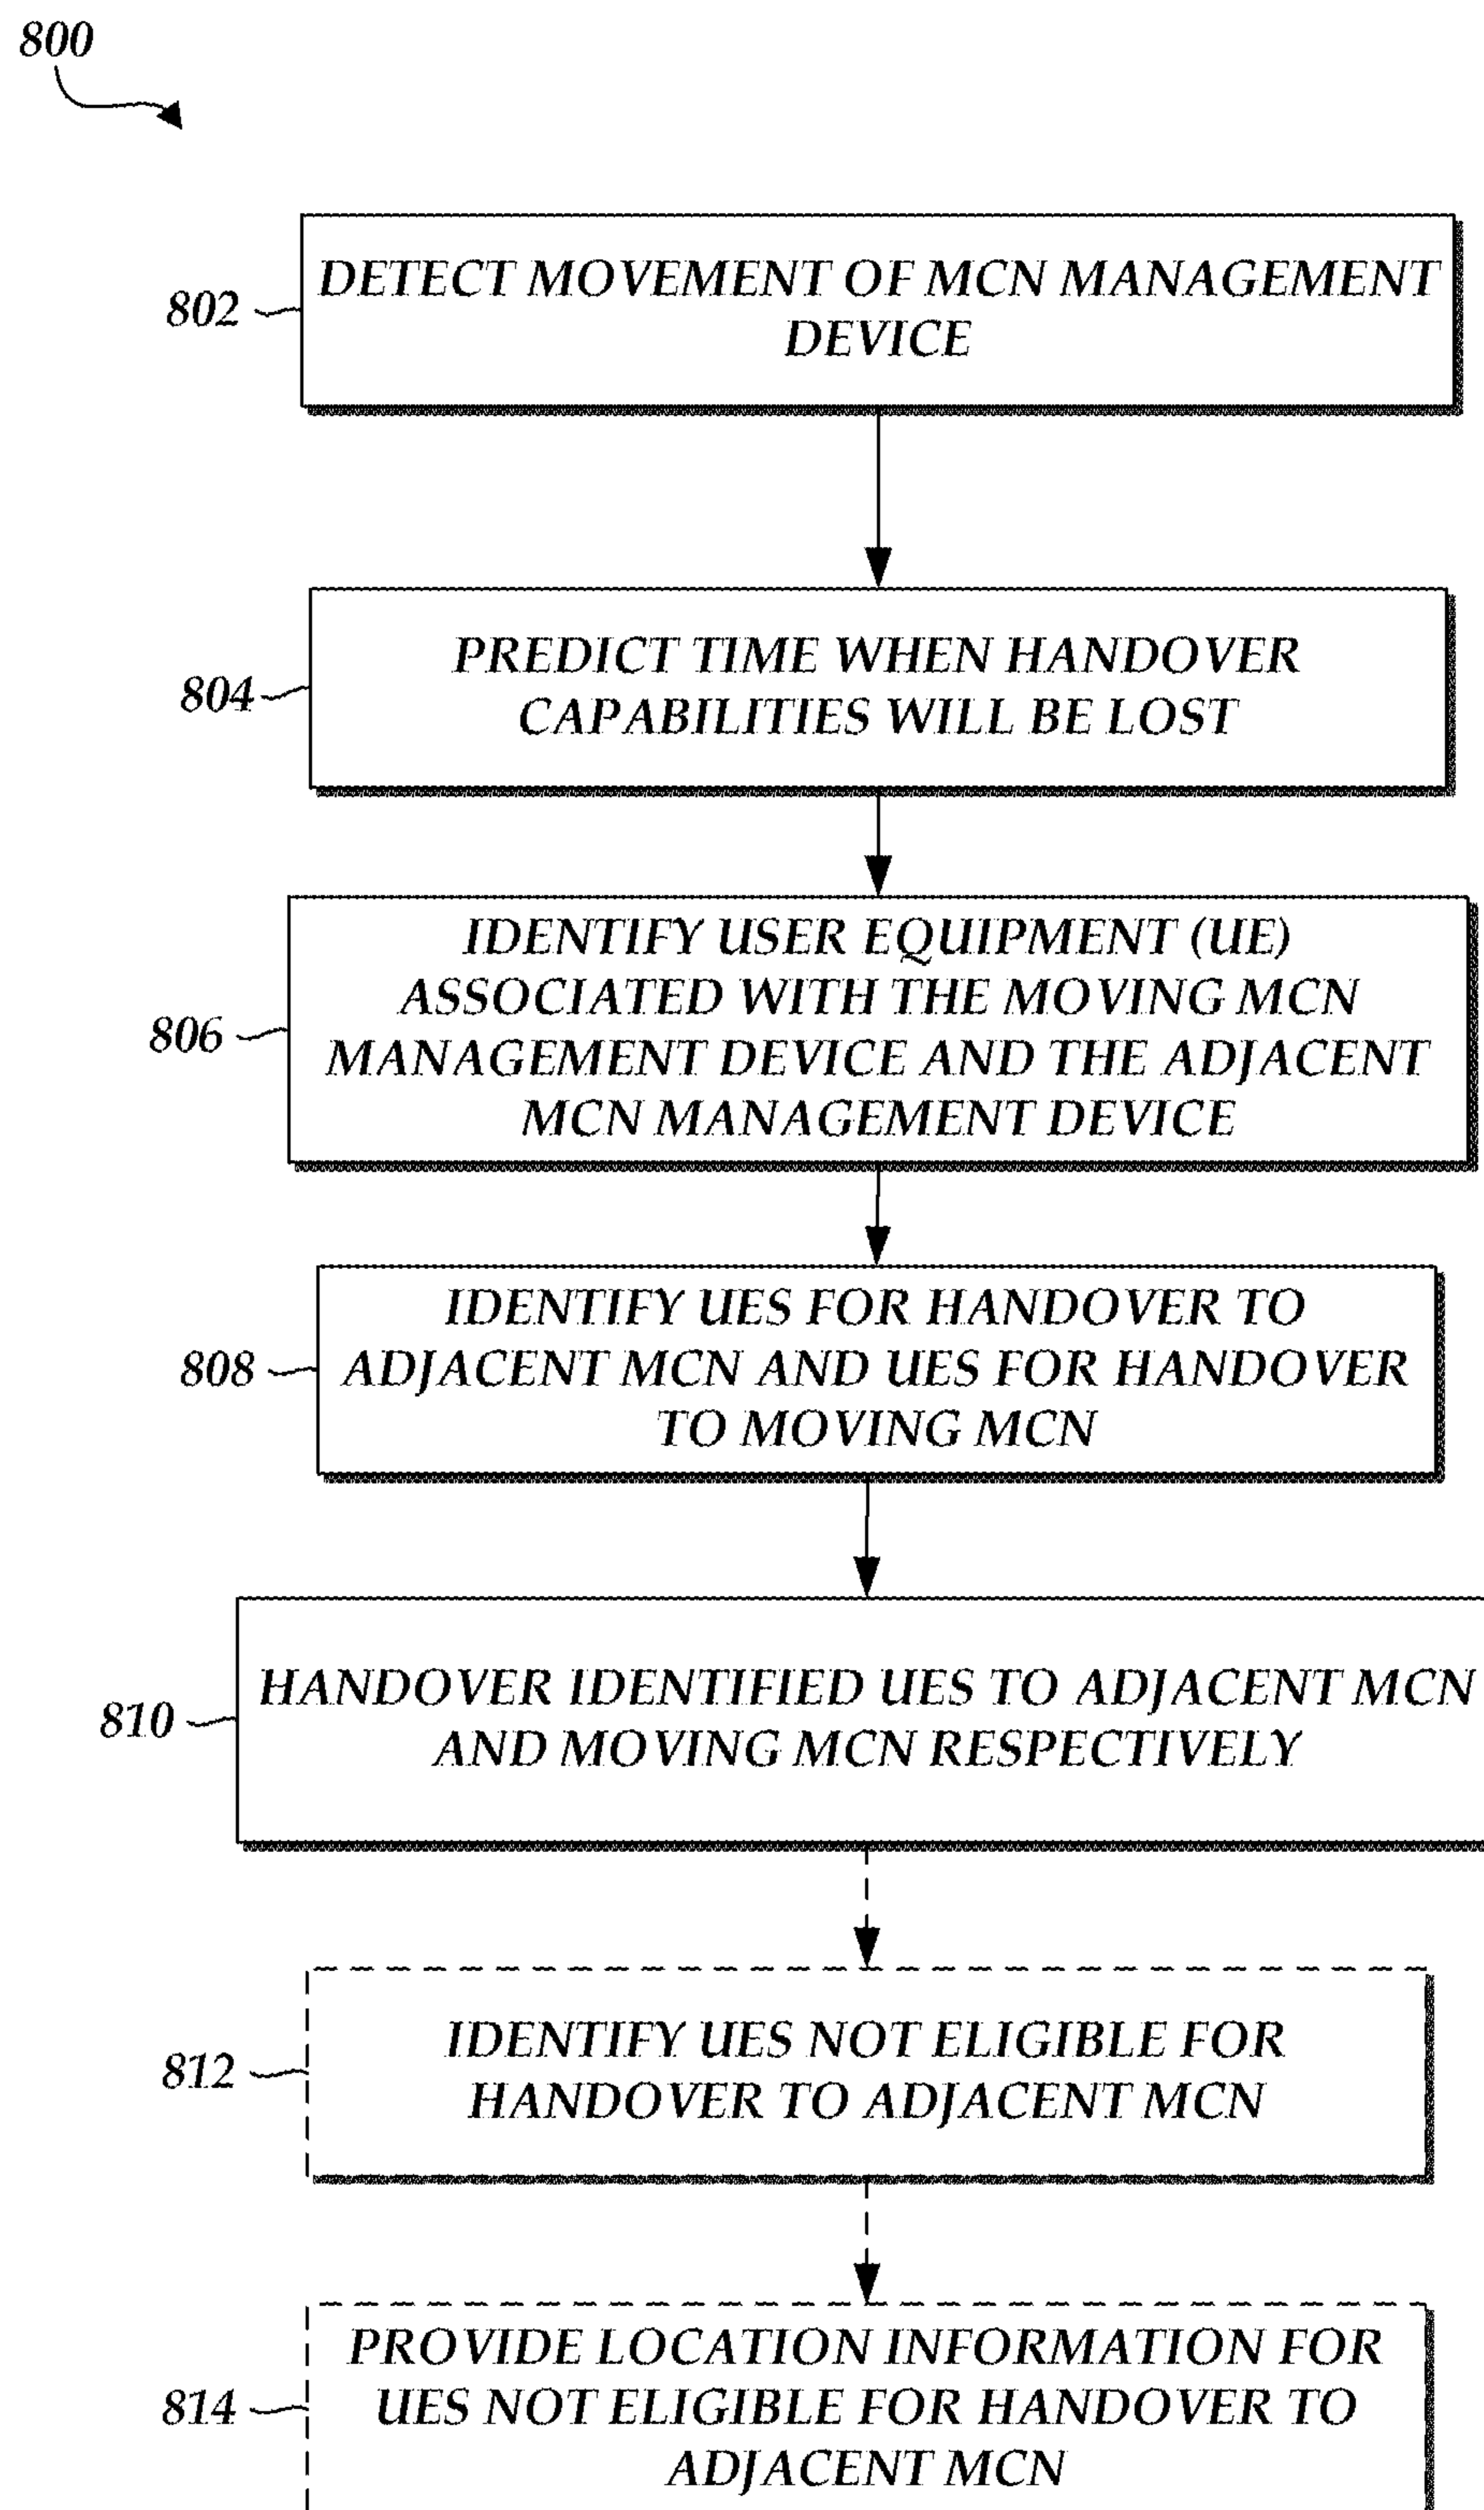 800
802
DETECT MOVEMENT OF MCN MANAGEMENT
DEVICE
804
PREDICT TIME WHEN HANDOVER
CAPABILITIES WILL BE LOST
806
IDENTIFY USER EQUIPMENT (UE)
ASSOCIATED WITH THE MOVING MCN
MANAGEMENT DEVICE AND THE ADJACENT
MCN MANAGEMENT DEVICE
808
IDENTIFY UES FOR HANDOVER TO
ADJACENT MCN AND UES FOR HANDOVER
TO MOVING MCN
810
HANDOVER IDENTIFIED UES TO ADJACENT MCN
AND MOVING MCN RESPECTIVELY
812
IDENTIFY UES NOT ELIGIBLE FOR
HANDOVER TO ADJACENT MCN
814
PROVIDE LOCATION INFORMATION FOR
UES NOT ELIGIBLE FOR HANDOVER TO
ADJACENT MCN